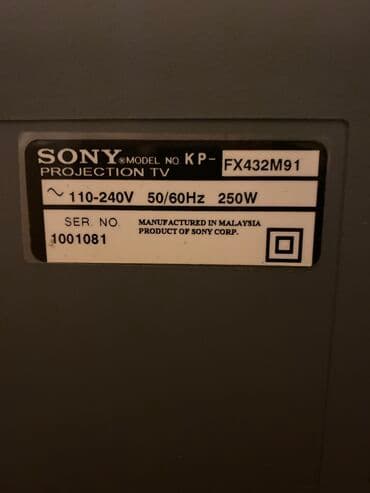 SONY® MODEL NO KP- FX432M91
PROJECTION TV
~ 110-240V 50/60Hz 250W
SER. NO. MANUFACTURED IN MALAYSIA
1001081 PRODUCT OF SONY CORP.